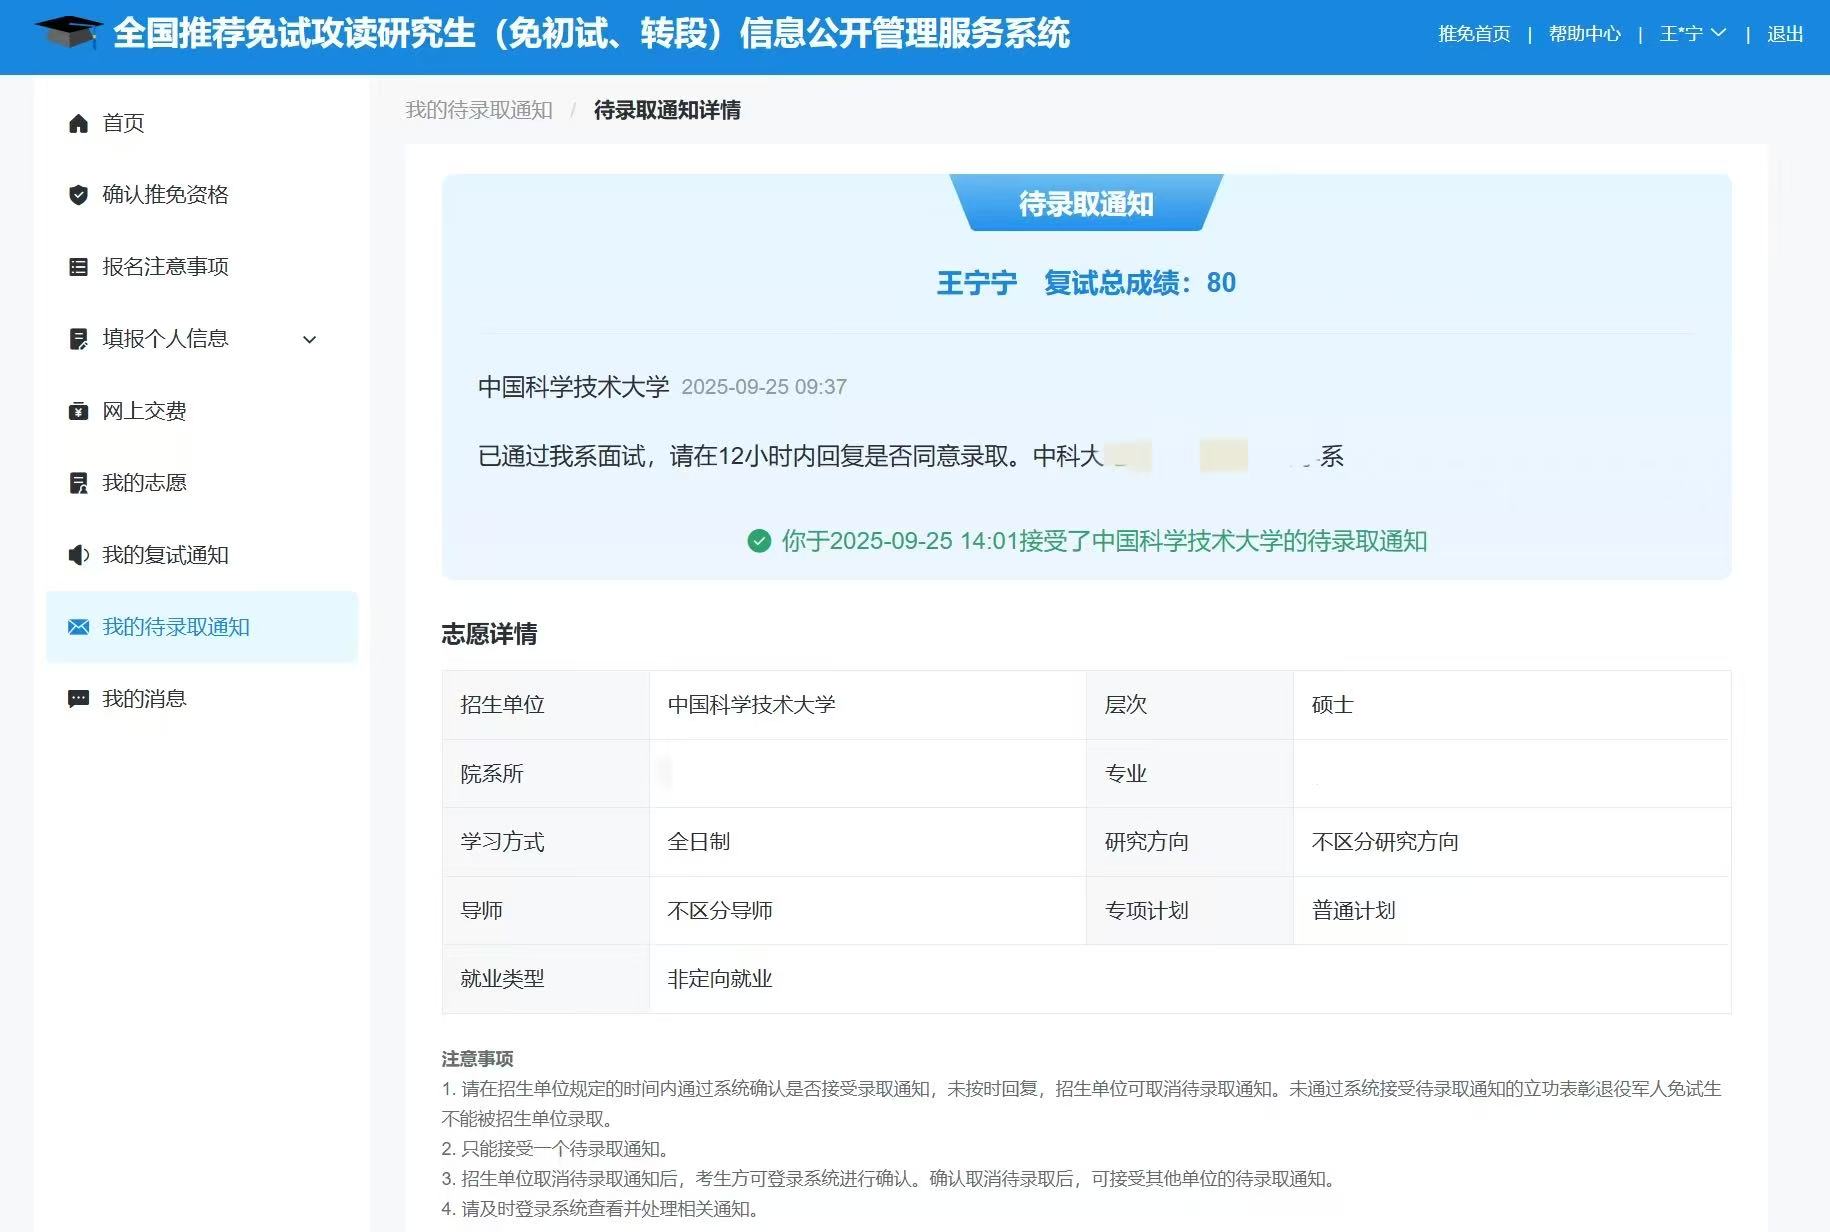 全国推荐免试攻读研究生（免初试、转段）信息公开管理服务系统
推免首页 | 帮助中心 | 王*宁 | 退出
首页
确认推免资格
报名注意事项
填报个人信息
网上交费
我的志愿
我的复试通知
我的待录取通知
我的消息
我的待录取通知 / 待录取通知详情
待录取通知
王宁宁 复试总成绩：80
中国科学技术大学 2025-09-25 09:37
已通过我系面试，请在12小时内回复是否同意录取。中科大 系
你于2025-09-25 14:01接受了中国科学技术大学的待录取通知
志愿详情
招生单位 中国科学技术大学 层次 硕士
院系所 专业
学习方式 全日制 研究方向 不区分研究方向
导师 不区分导师 专项计划 普通计划
就业类型 非定向就业
注意事项
1. 请在招生单位规定的时间内通过系统确认是否接受录取通知，未按时回复，招生单位可取消待录取通知。未通过系统接受待录取通知的立功表彰退役军人免试生
不能被招生单位录取。
2. 只能接受一个待录取通知。
3. 招生单位取消待录取通知后，考生方可登录系统进行确认。确认取消待录取后，可接受其他单位的待录取通知。
4. 请及时登录系统查看并处理相关通知。